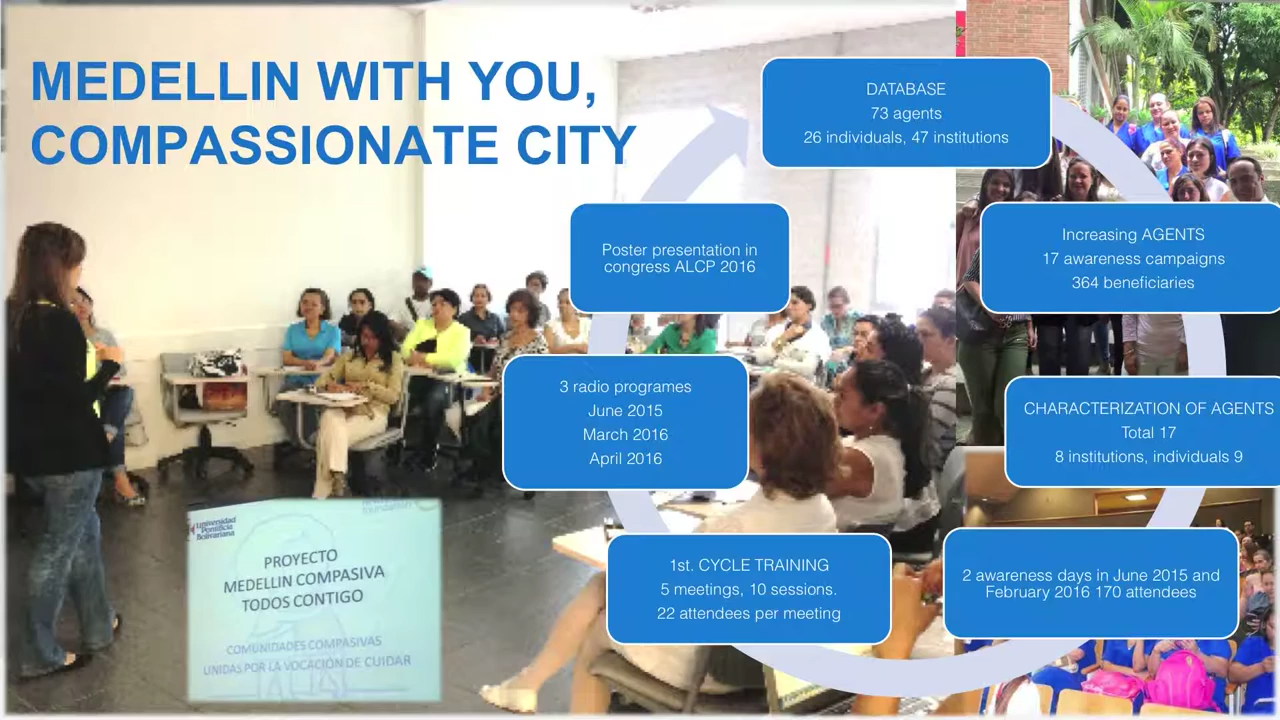 MEDELLIN WITH YOU,
COMPASSIONATE CITY
DATABASE
73 agents
26 individuals, 47 institutions
Increasing AGENTS
17 awareness campaigns
364 beneficiaries
CHARACTERIZATION OF AGENTS
Total 17
8 institutions, individuals 9
2 awareness days in June 2015 and
February 2016 170 attendees
1st. CYCLE TRAINING
5 meetings, 10 sessions.
22 attendees per meeting
3 radio programes
June 2015
March 2016
April 2016
Poster presentation in
congress ALCP 2016
Universidad
Pontificia
Bolivariana
PROYECTO
MEDELLIN COMPASIVA
TODOS CONTIGO
COMUNIDADES COMPASIVAS
UNIDAS POR LA VOCACIÓN DE CUIDAR